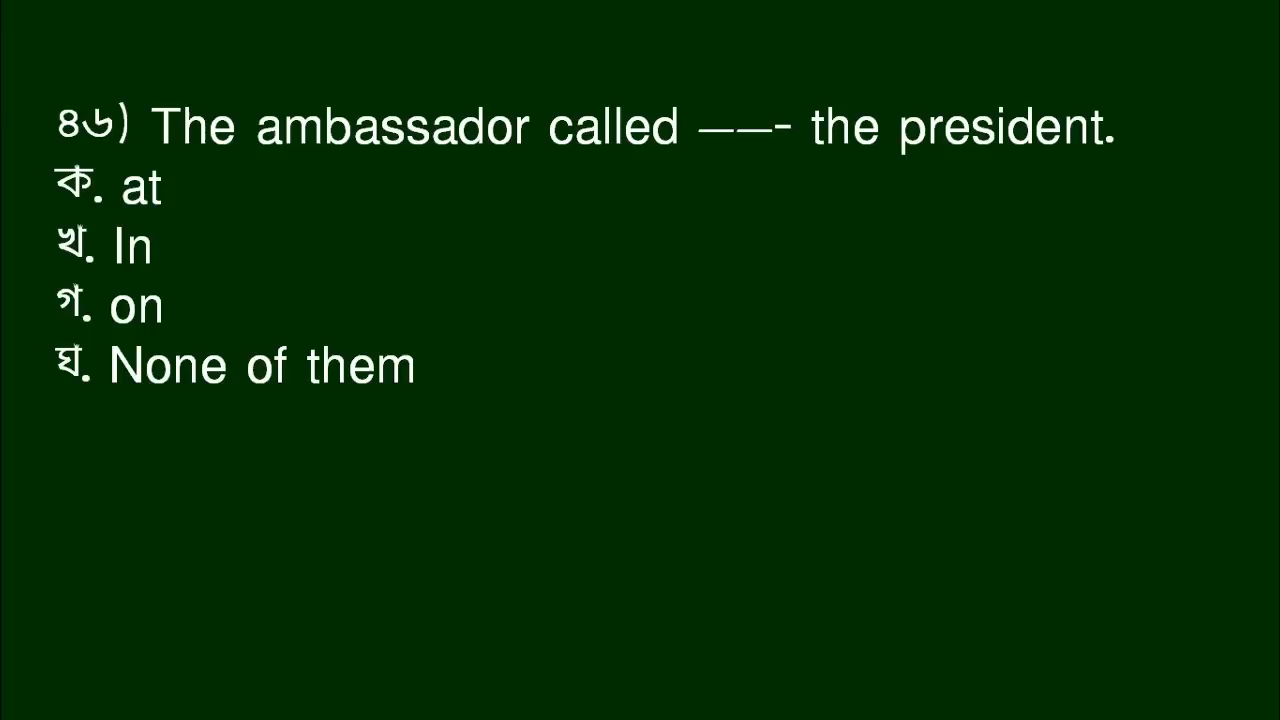 ৪৬) The ambassador called ——- the president.
ক. at
খ. In
গ. on
ঘ. None of them